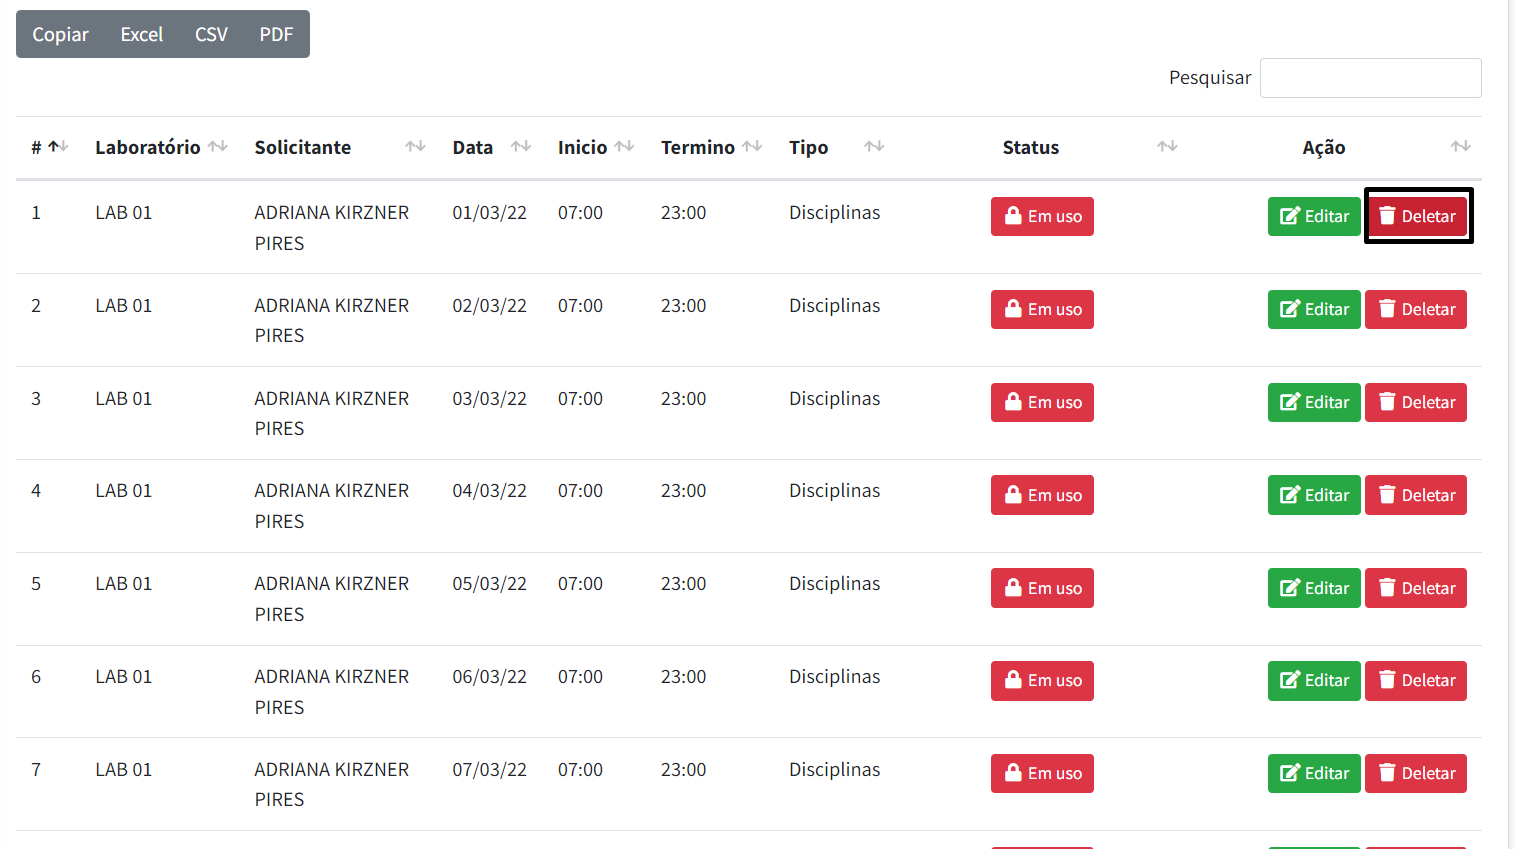 Copiar Excel CSV PDF
Pesquisar
# Laboratório Solicitante Data Inicio Termino Tipo Status Ação
1 LAB 01 ADRIANA KIRZNER 01/03/22 07:00 23:00 Disciplinas Em uso Editar Deletar
PIRES
2 LAB 01 ADRIANA KIRZNER 02/03/22 07:00 23:00 Disciplinas Em uso Editar Deletar
PIRES
3 LAB 01 ADRIANA KIRZNER 03/03/22 07:00 23:00 Disciplinas Em uso Editar Deletar
PIRES
4 LAB 01 ADRIANA KIRZNER 04/03/22 07:00 23:00 Disciplinas Em uso Editar Deletar
PIRES
5 LAB 01 ADRIANA KIRZNER 05/03/22 07:00 23:00 Disciplinas Em uso Editar Deletar
PIRES
6 LAB 01 ADRIANA KIRZNER 06/03/22 07:00 23:00 Disciplinas Em uso Editar Deletar
PIRES
7 LAB 01 ADRIANA KIRZNER 07/03/22 07:00 23:00 Disciplinas Em uso Editar Deletar
PIRES